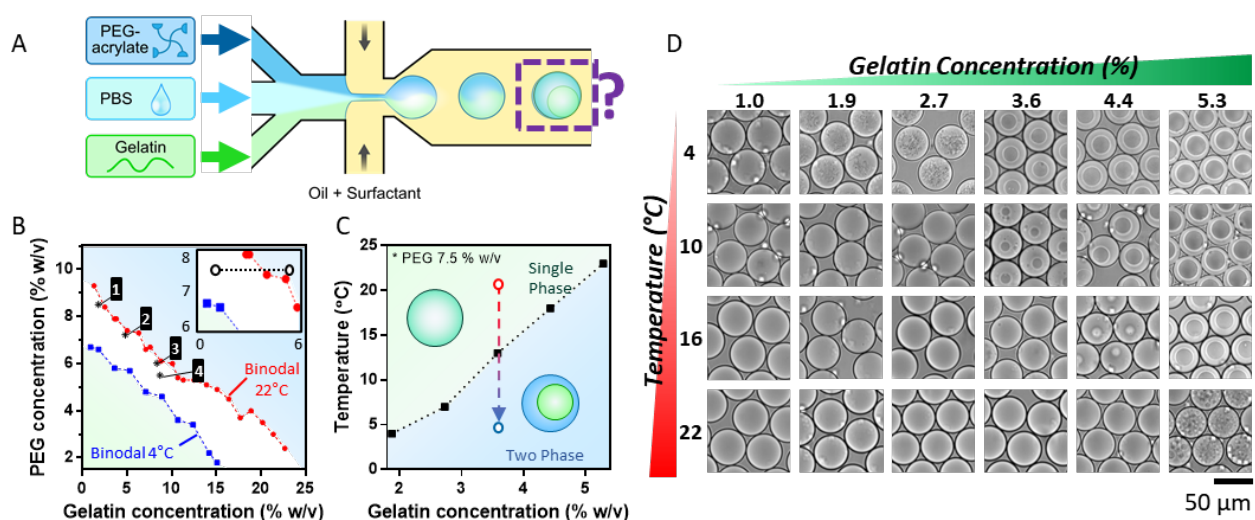 A
PEG-
acrylate
PBS
Gelatin
Oil + Surfactant
?
B
PEG concentration (% w/v)
10
8
6
4
2
0 5 10 15 20 25
Gelatin concentration (% w/v)
1
2
3
4
Binodal
22°C
Binodal 4°C
8
7
6
0 6
C
Temperature (°C)
25
20
15
10
5
0
2 3 4 5
Gelatin concentration (% w/v)
* PEG 7.5 % w/v
Single
Phase
Two Phase
D
Gelatin Concentration (%)
1.0 1.9 2.7 3.6 4.4 5.3
Temperature (°C)
4
10
16
22
50 µm